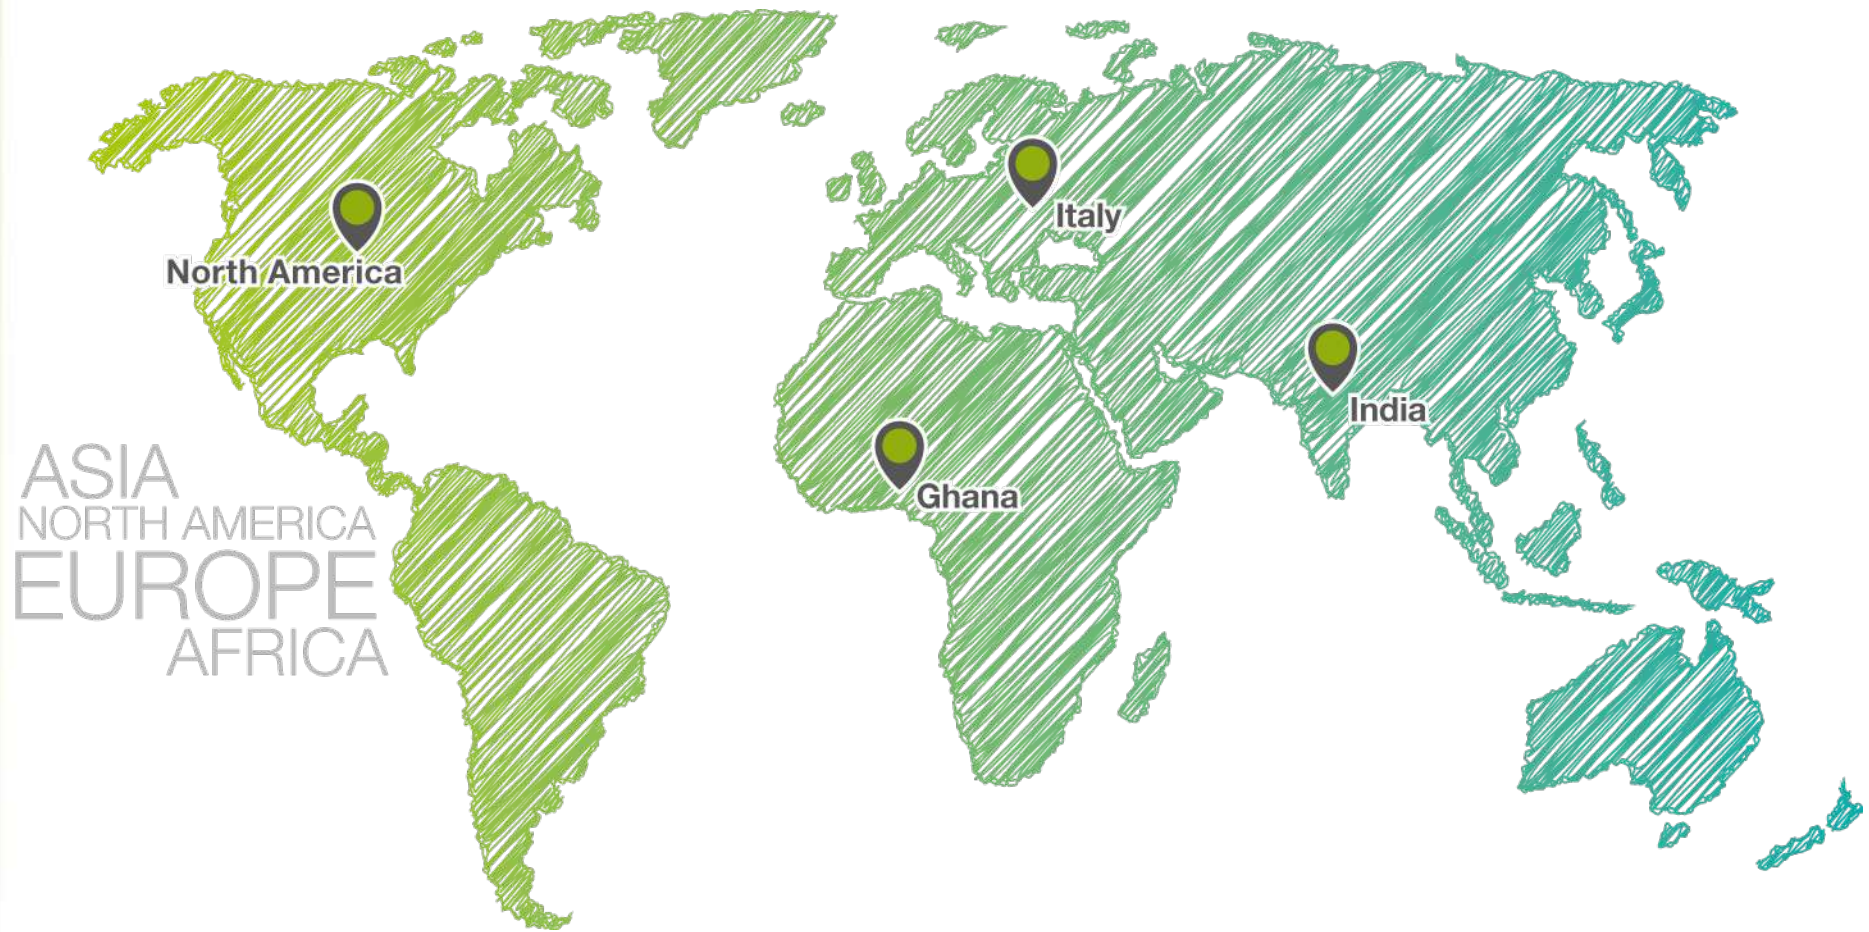 Italy
North America
India
Ghana
ASIA
NORTH AMERICA
EUROPE
AFRICA